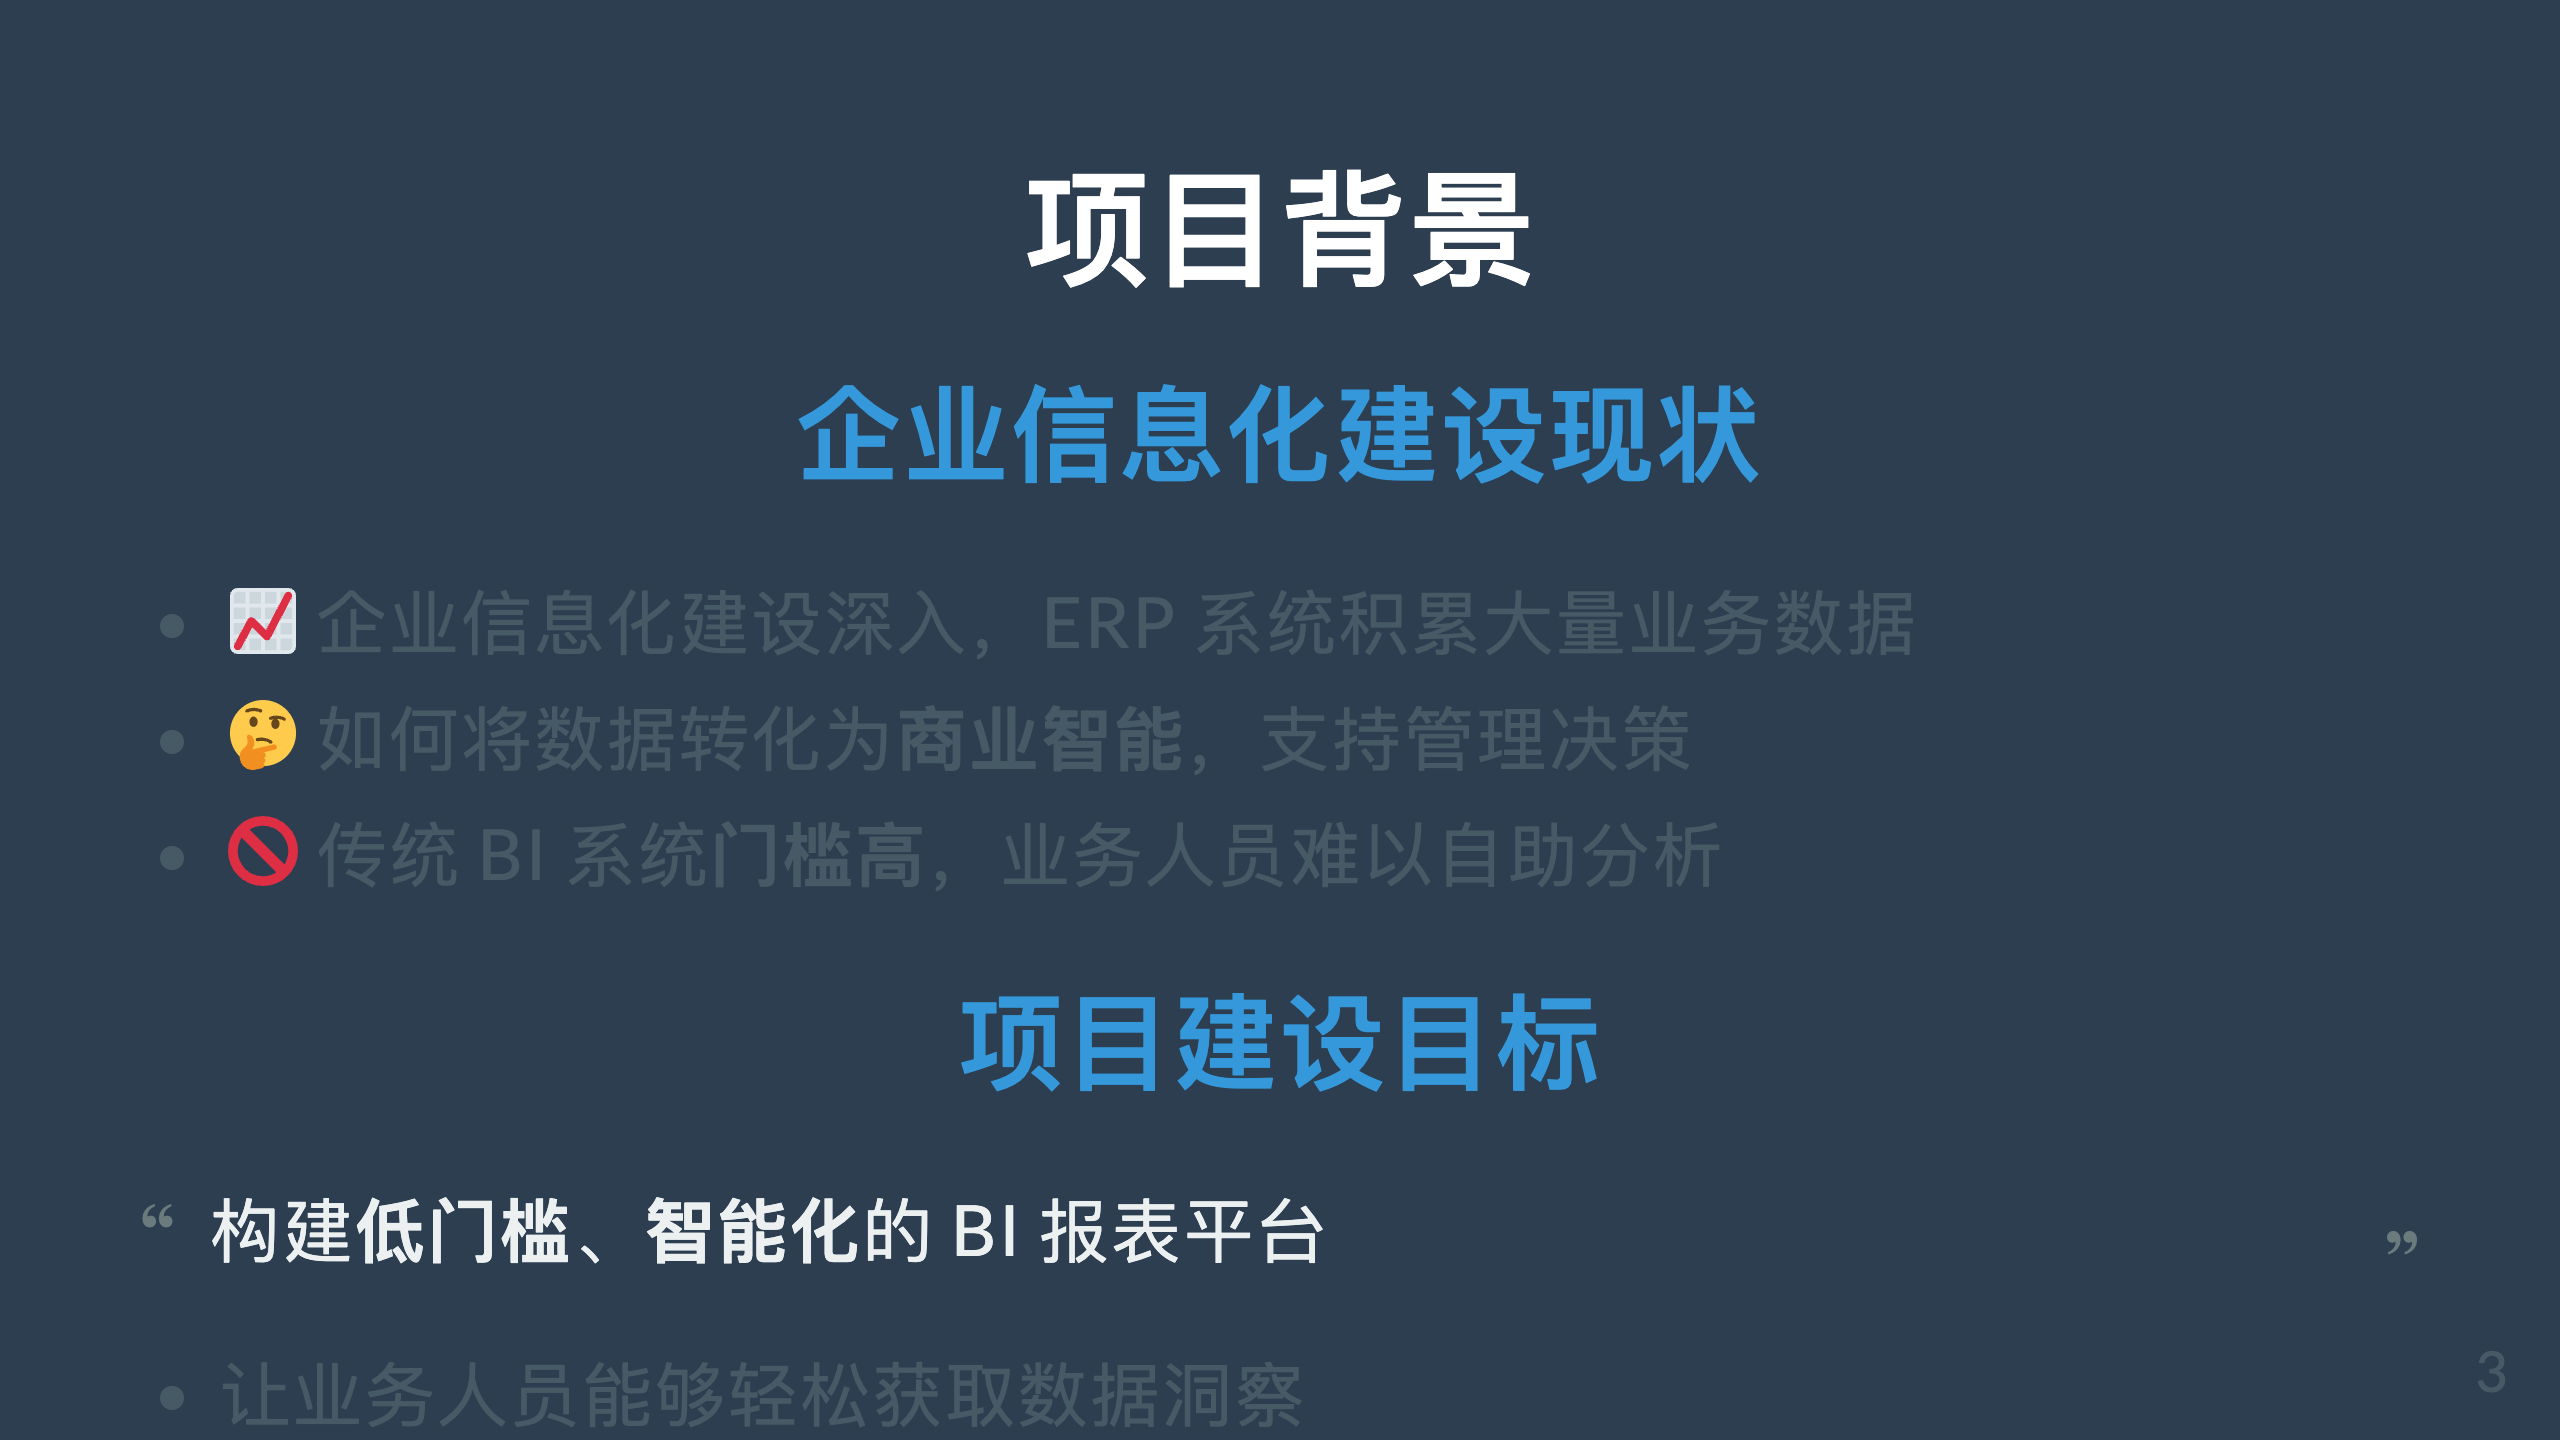 项目背景
企业信息化建设现状
• 📈 企业信息化建设深入，ERP 系统积累大量业务数据
• 🤔 如何将数据转化为商业智能，支持管理决策
• 🚫 传统 BI 系统门槛高，业务人员难以自助分析
项目建设目标
“ 构建低门槛、智能化的 BI 报表平台 ”
• 让业务人员能够轻松获取数据洞察
3